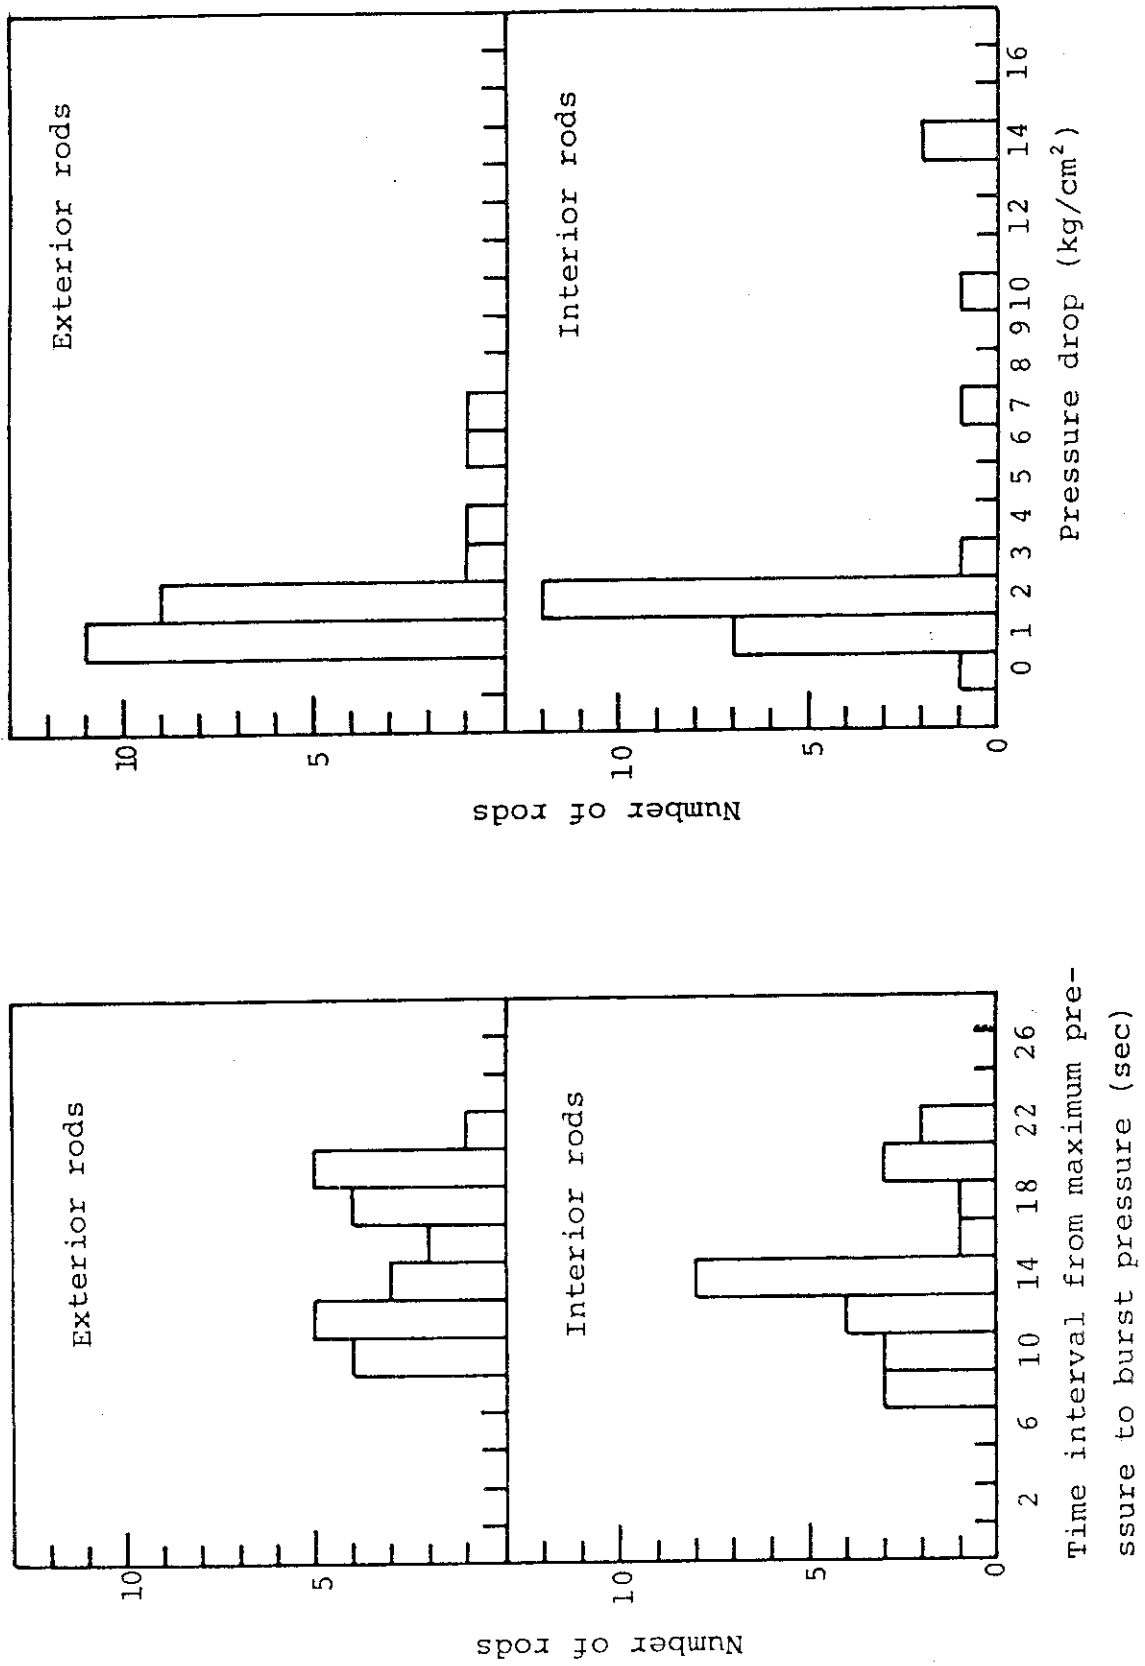 Exterior rods
10
5
Number of rods
Interior rods
10
5
0
2 6 10 14 18 22 26
Time interval from maximum pre-
ssure to burst pressure (sec)
Exterior rods
10
5
Number of rods
Interior rods
10
5
0
0 1 2 3 4 5 6 7 8 9 10 12 14 16
Pressure drop (kg/cm²)